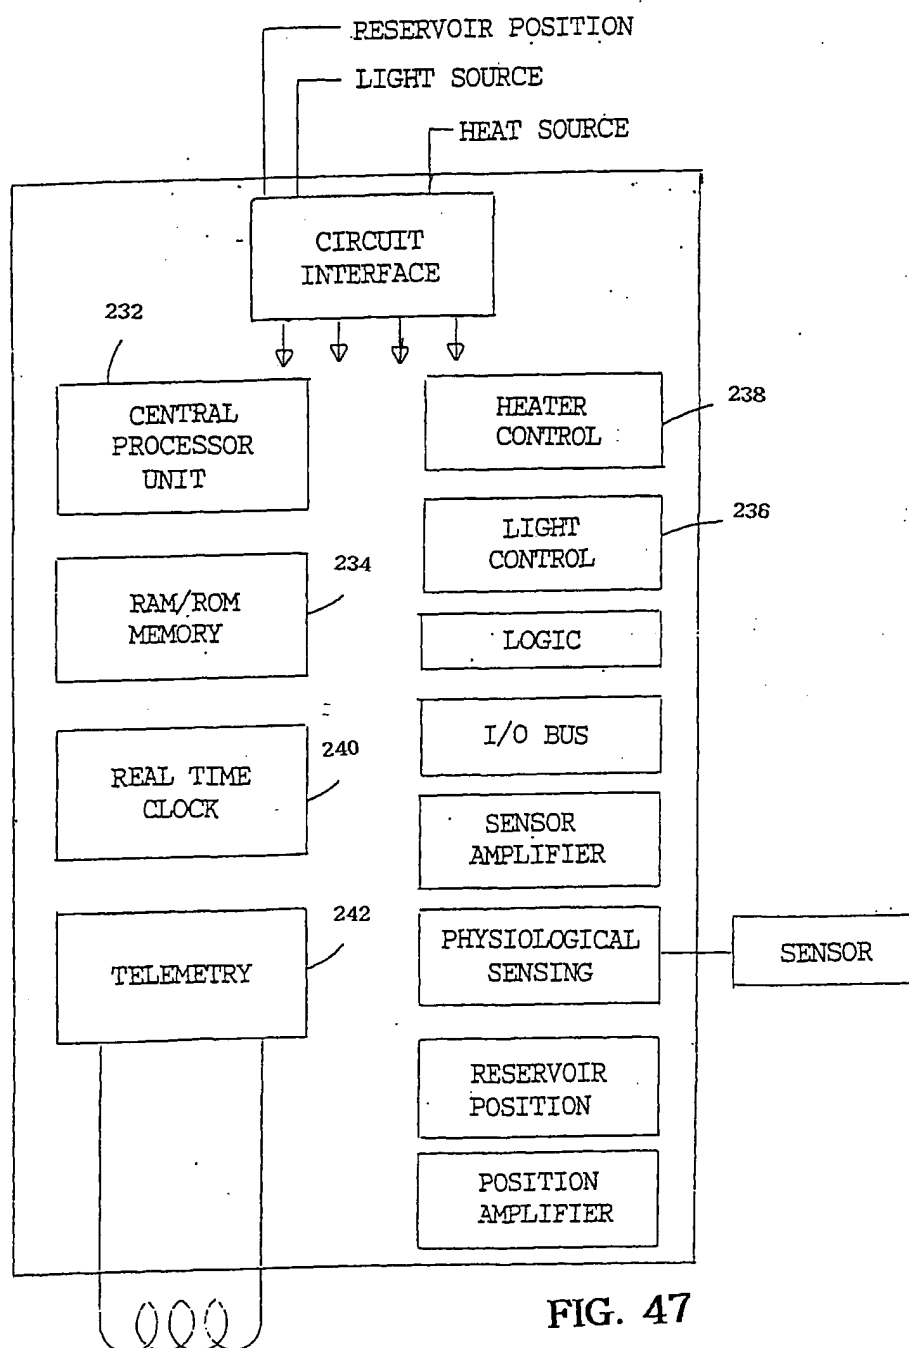 RESERVOIR POSITION
LIGHT SOURCE
HEAT SOURCE
CIRCUIT
INTERFACE
232
CENTRAL
PROCESSOR
UNIT
HEATER
CONTROL
238
LIGHT
CONTROL
236
RAM/ROM
MEMORY
234
LOGIC
I/O BUS
REAL TIME
CLOCK
240
SENSOR
AMPLIFIER
TELEMETRY
242
PHYSIOLOGICAL
SENSING
SENSOR
RESERVOIR
POSITION
POSITION
AMPLIFIER
FIG. 47